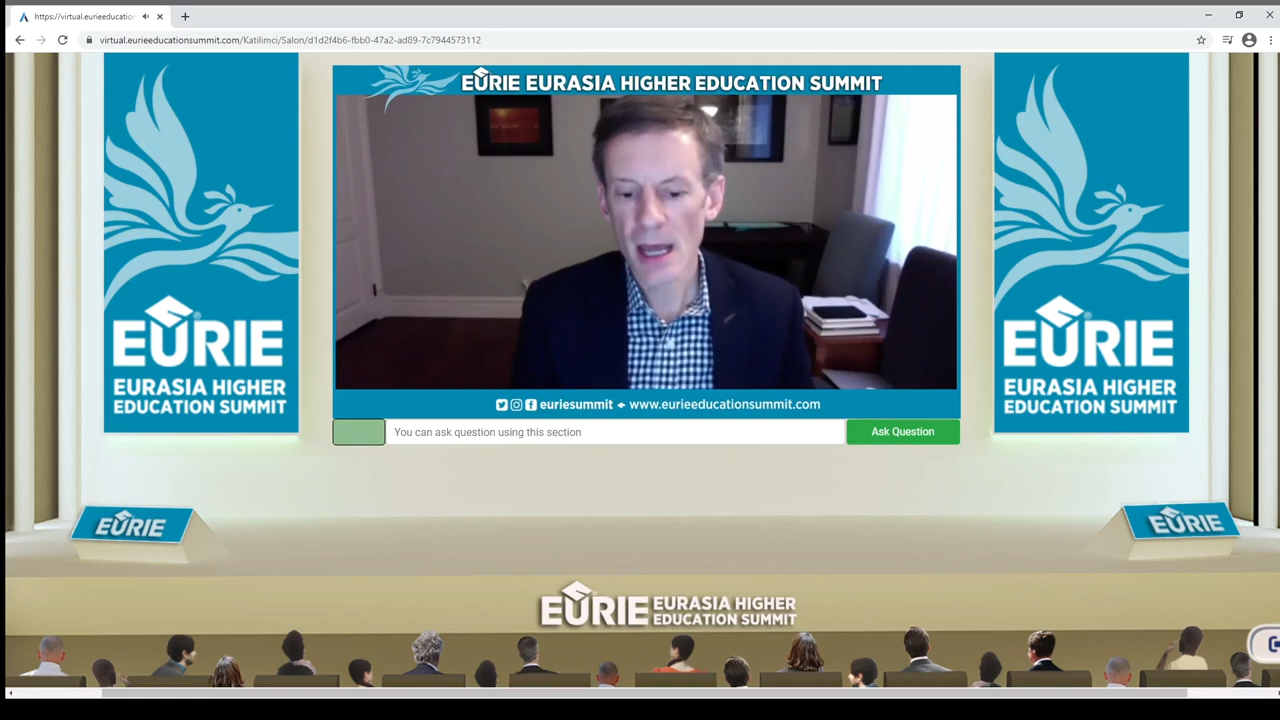 https://virtual.eurieeducatio
virtual.eurieeducationsummit.com/Katilimci/Salon/d1d2f4b6-fbb0-47a2-ad89-7c7944573112
EURIE EURASIA HIGHER EDUCATION SUMMIT
EURIE®
EURASIA HIGHER
EDUCATION SUMMIT
EURIE®
EURASIA HIGHER
EDUCATION SUMMIT
euriesummit www.eurieeducationsummit.com
You can ask question using this section
Ask Question
EURIE
EURIE
EURIE EURASIA HIGHER
EDUCATION SUMMIT